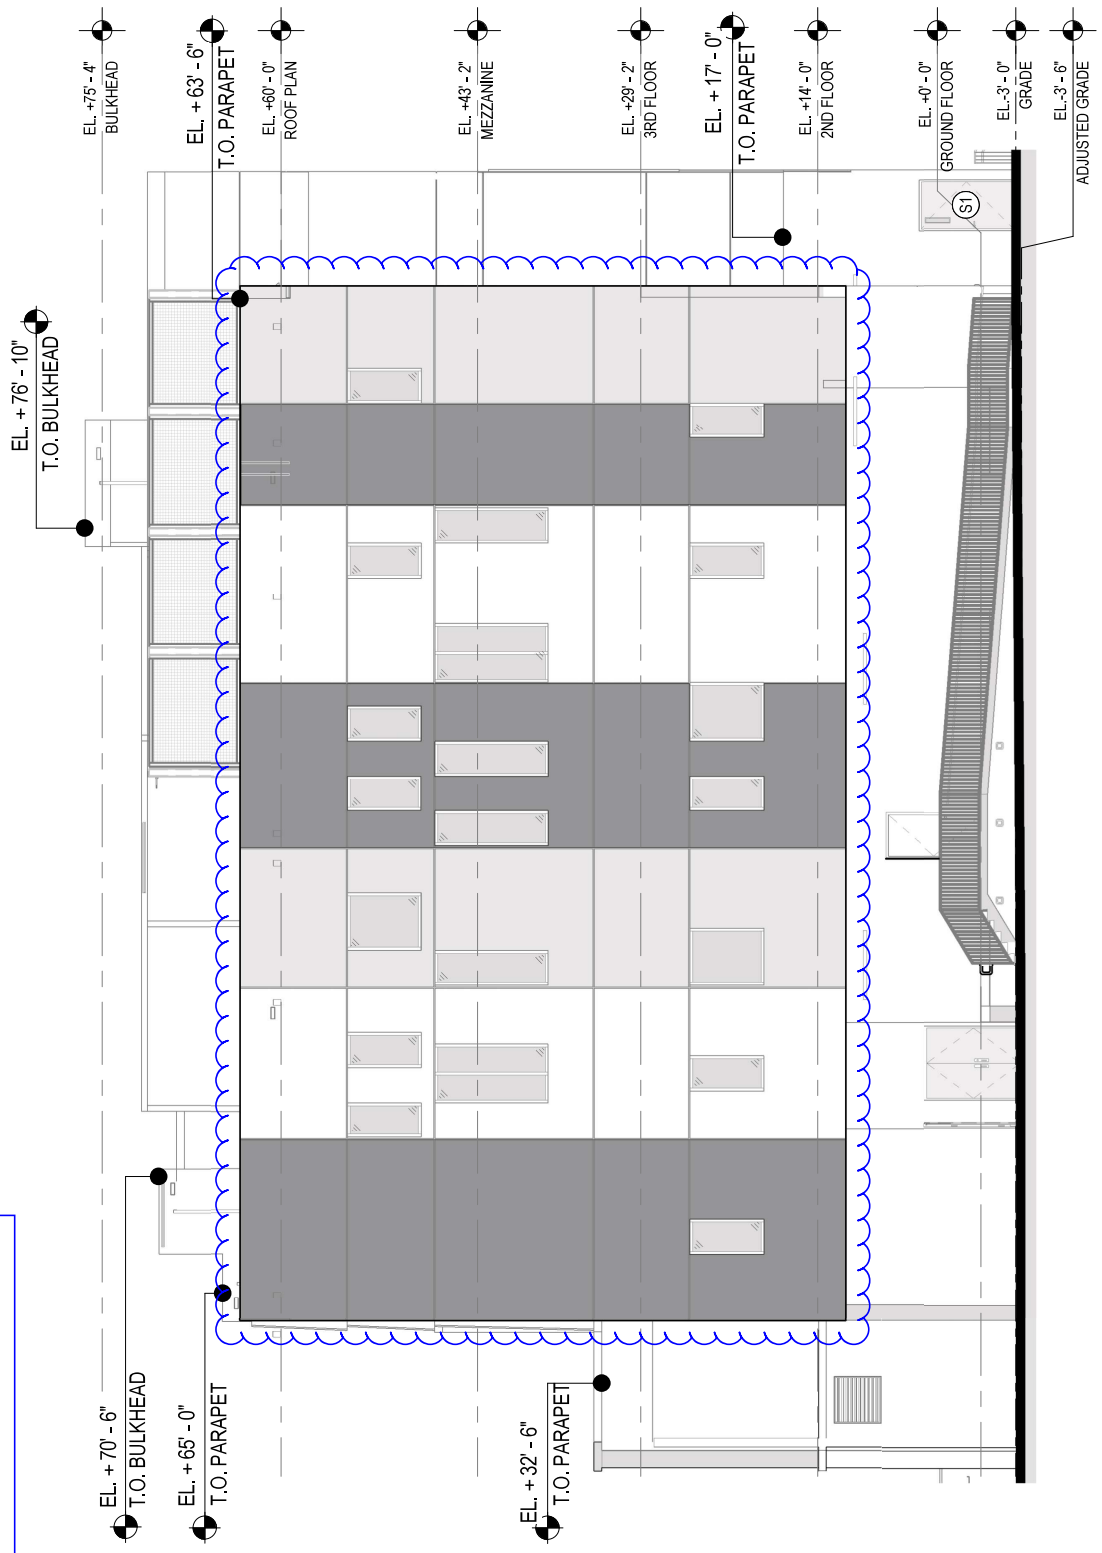 EL. +75' - 4"
BULKHEAD
EL. + 63' - 6"
T.O. PARAPET
EL. +60' - 0"
ROOF PLAN
EL. +43' - 2"
MEZZANINE
EL. +29' - 2"
3RD FLOOR
EL. + 17' - 0"
T.O. PARAPET
EL. +14' - 0"
2ND FLOOR
EL. +0' - 0"
GROUND FLOOR
EL.-3' - 0"
GRADE
EL.-3' - 6"
ADJUSTED GRADE
S1
EL. + 76' - 10"
T.O. BULKHEAD
EL. + 70' - 6"
T.O. BULKHEAD
EL. + 65' - 0"
T.O. PARAPET
EL. + 32' - 6"
T.O. PARAPET